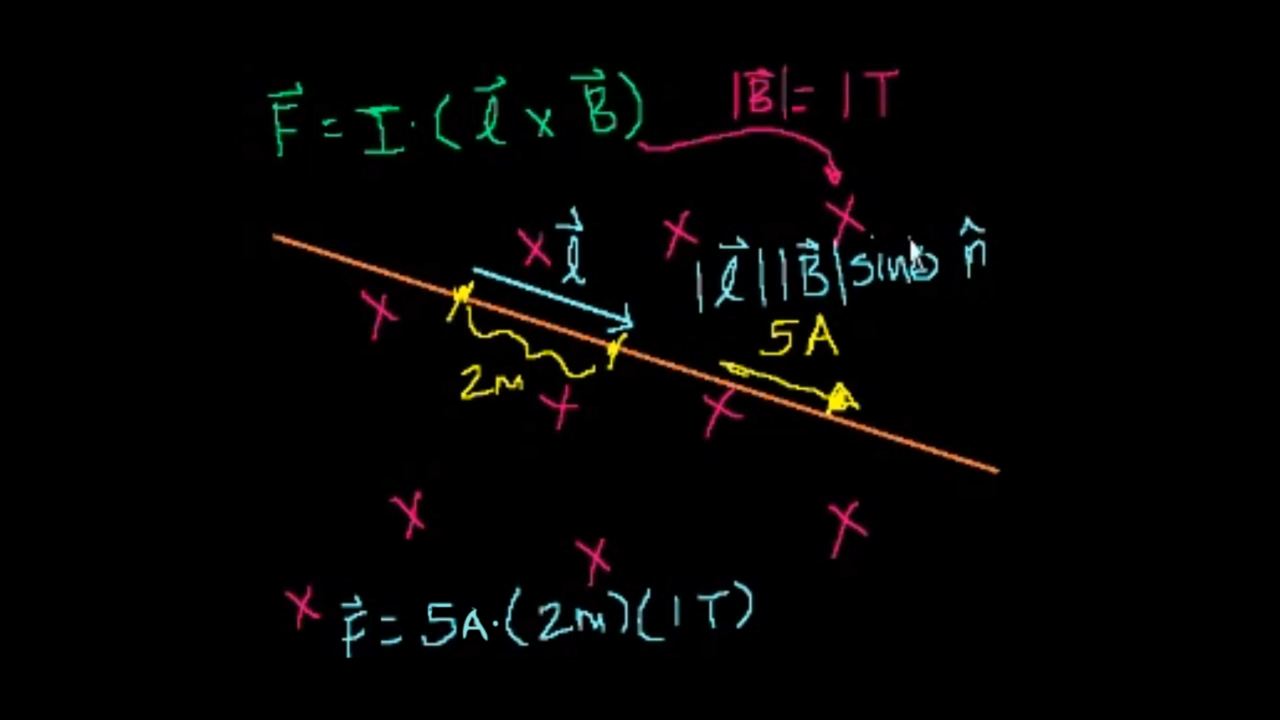 F⃗ = I · (l⃗ x B⃗)
|B⃗| = 1T
l⃗
|l⃗||B⃗|sinθ n̂
5A
2m
F⃗ = 5A · (2m)(1T)